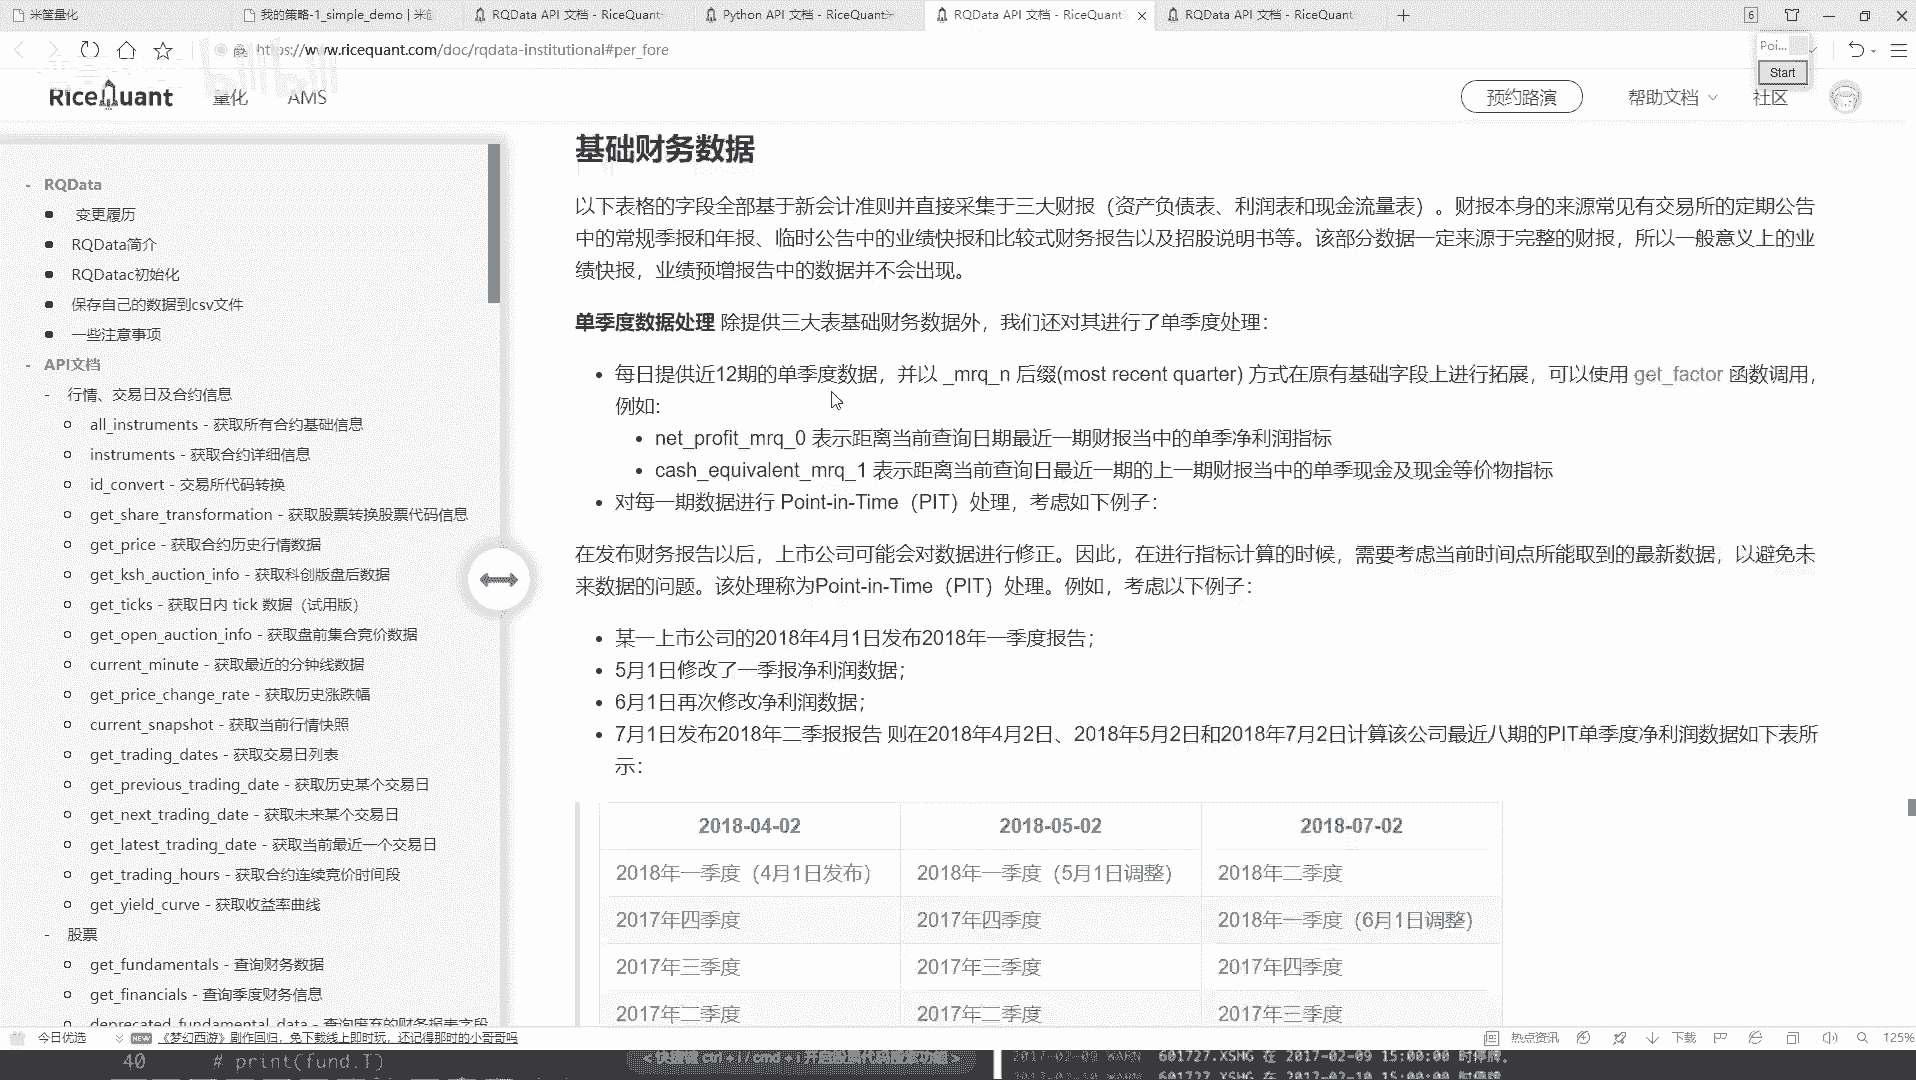 米筐量化
我的策略-1_simple_demo | 米筐
RQData API 文档 - RiceQuant
Python API 文档 - RiceQuant
RQData API 文档 - RiceQuant
RQData API 文档 - RiceQuant
6
https://www.ricequant.com/doc/rqdata-institutional#per_fore
Poi...
Start
RiceQuant
量化
AMS
预约路演
帮助文档
社区
- RQData
变更履历
RQData简介
RQDatac初始化
保存自己的数据到csv文件
一些注意事项
- API文档
- 行情、交易日及合约信息
all_instruments - 获取所有合约基础信息
instruments - 获取合约详细信息
id_convert - 交易所代码转换
get_share_transformation - 获取股票转换股票代码信息
get_price - 获取合约历史行情数据
get_ksh_auction_info - 获取科创版盘后数据
get_ticks - 获取日内 tick 数据（试用版）
get_open_auction_info - 获取盘前集合竞价数据
current_minute - 获取最近的分钟线数据
get_price_change_rate - 获取历史涨跌幅
current_snapshot - 获取当前行情快照
get_trading_dates - 获取交易日列表
get_previous_trading_date - 获取历史某个交易日
get_next_trading_date - 获取未来某个交易日
get_latest_trading_date - 获取当前最近一个交易日
get_trading_hours - 获取合约连续竞价时间段
get_yield_curve - 获取收益率曲线
- 股票
get_fundamentals - 查询财务数据
get_financials - 查询季度财务信息
deprecated_fundamental_data - 查询废弃的财务报表字段
基础财务数据
以下表格的字段全部基于新会计准则并直接采集于三大财报（资产负债表、利润表和现金流量表）。财报本身的来源常见有交易所的定期公告
中的常规季报和年报、临时公告中的业绩快报和比较式财务报告以及招股说明书等。该部分数据一定来源于完整的财报，所以一般意义上的业
绩快报，业绩预增报告中的数据并不会出现。
单季度数据处理 除提供三大表基础财务数据外，我们还对其进行了单季度处理：
每日提供近12期的单季度数据，并以 _mrq_n 后缀(most recent quarter) 方式在原有基础字段上进行拓展，可以使用 get_factor 函数调用，
例如:
net_profit_mrq_0 表示距离当前查询日期最近一期财报当中的单季净利润指标
cash_equivalent_mrq_1 表示距离当前查询日最近一期的上一期财报当中的单季现金及现金等价物指标
对每一期数据进行 Point-in-Time（PIT）处理，考虑如下例子：
在发布财务报告以后，上市公司可能会对数据进行修正。因此，在进行指标计算的时候，需要考虑当前时间点所能取到的最新数据，以避免未
来数据的问题。该处理称为Point-in-Time（PIT）处理。例如，考虑以下例子：
某一上市公司的2018年4月1日发布2018年一季度报告；
5月1日修改了一季报净利润数据；
6月1日再次修改净利润数据；
7月1日发布2018年二季报报告 则在2018年4月2日、2018年5月2日和2018年7月2日计算该公司最近八期的PIT单季度净利润数据如下表所
示：
2018-04-02 2018-05-02 2018-07-02
2018年一季度（4月1日发布） 2018年一季度（5月1日调整） 2018年二季度
2017年四季度 2017年四季度 2018年一季度（6月1日调整）
2017年三季度 2017年三季度 2017年四季度
2017年二季度 2017年二季度 2017年三季度
今日优选
NEW 《梦幻西游》剧作回归，免下载线上即时玩，还记得那时的小哥哥吗
热点资讯
下载
125%
40 # print(fund.T)
2017-02-09 WARN 601727.XSHG 在 2017-02-09 15:00:00 时停牌。
2017-02-10 WARN 601727.XSHG 在 2017-02-10 15:00:00 时停牌。